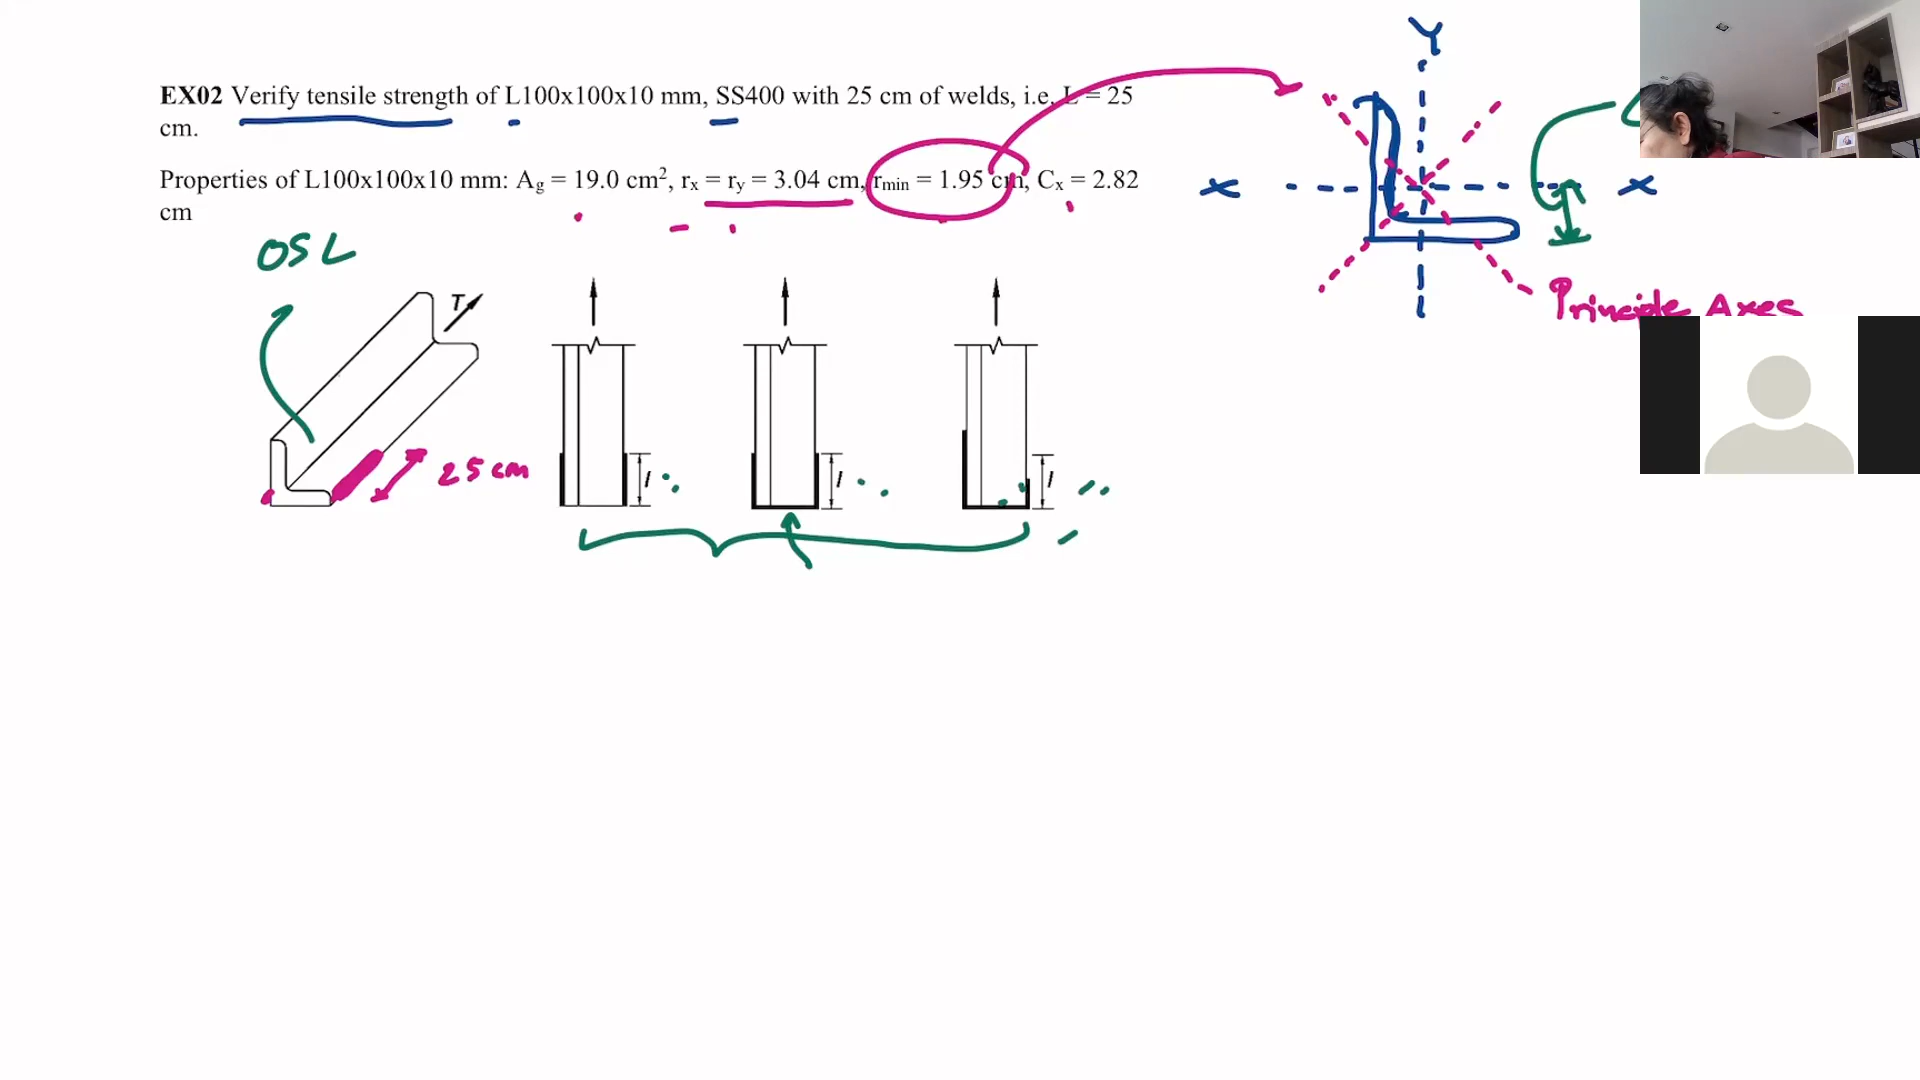 EX02 Verify tensile strength of L100x100x10 mm, SS400 with 25 cm of welds, i.e. L = 25
cm.
Properties of L100x100x10 mm: Ag = 19.0 cm², rx = ry = 3.04 cm, rmin = 1.95 cm, Cx = 2.82
cm
Y
x x
OSL
Principle Axes
T
25 cm
l l l